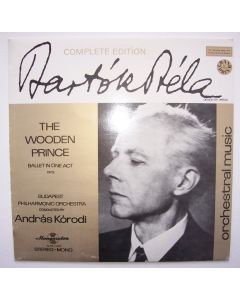 COMPLETE EDITION
Bartók Béla
THE
WOODEN
PRINCE
BALLET IN ONE ACT
BUDAPEST
PHILHARMONIC ORCHESTRA
CONDUCTED BY
András Kórodi
STEREO-MONO
orchestral music